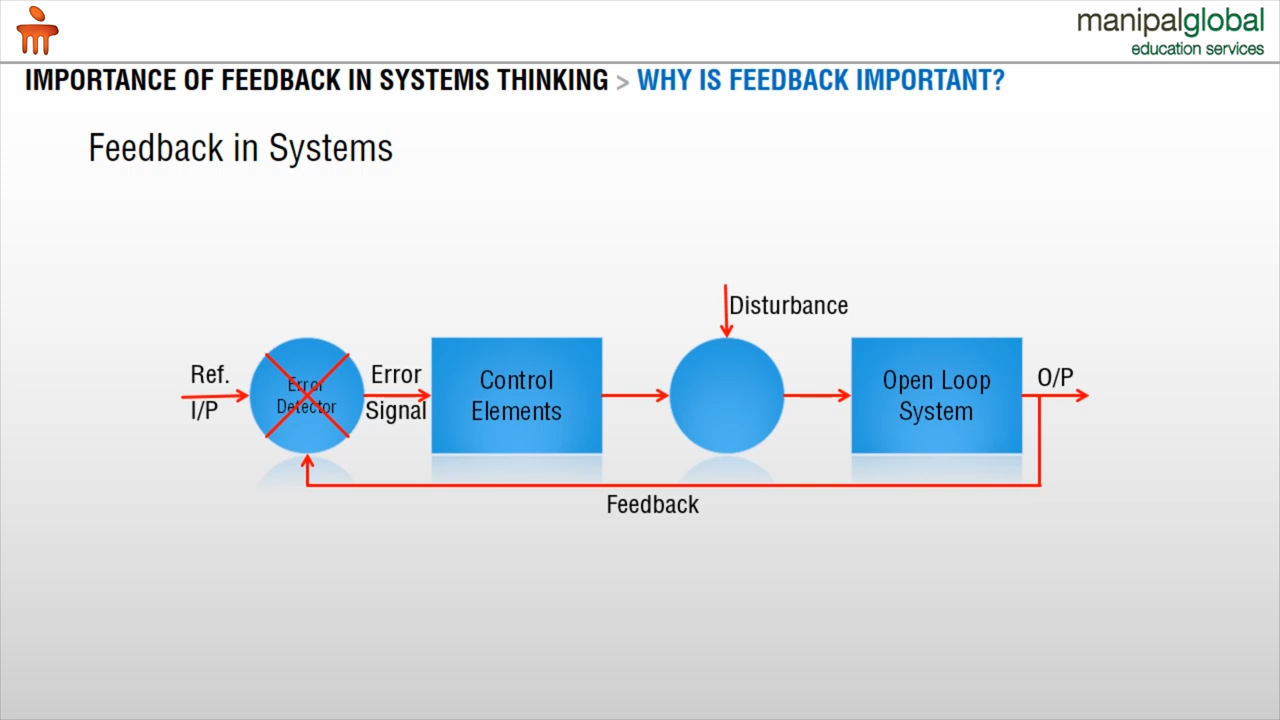 manipalglobal
education services
IMPORTANCE OF FEEDBACK IN SYSTEMS THINKING > WHY IS FEEDBACK IMPORTANT?
Feedback in Systems
Disturbance
Ref.
I/P
Error
Detector
Error
Signal
Control
Elements
Open Loop
System
O/P
Feedback